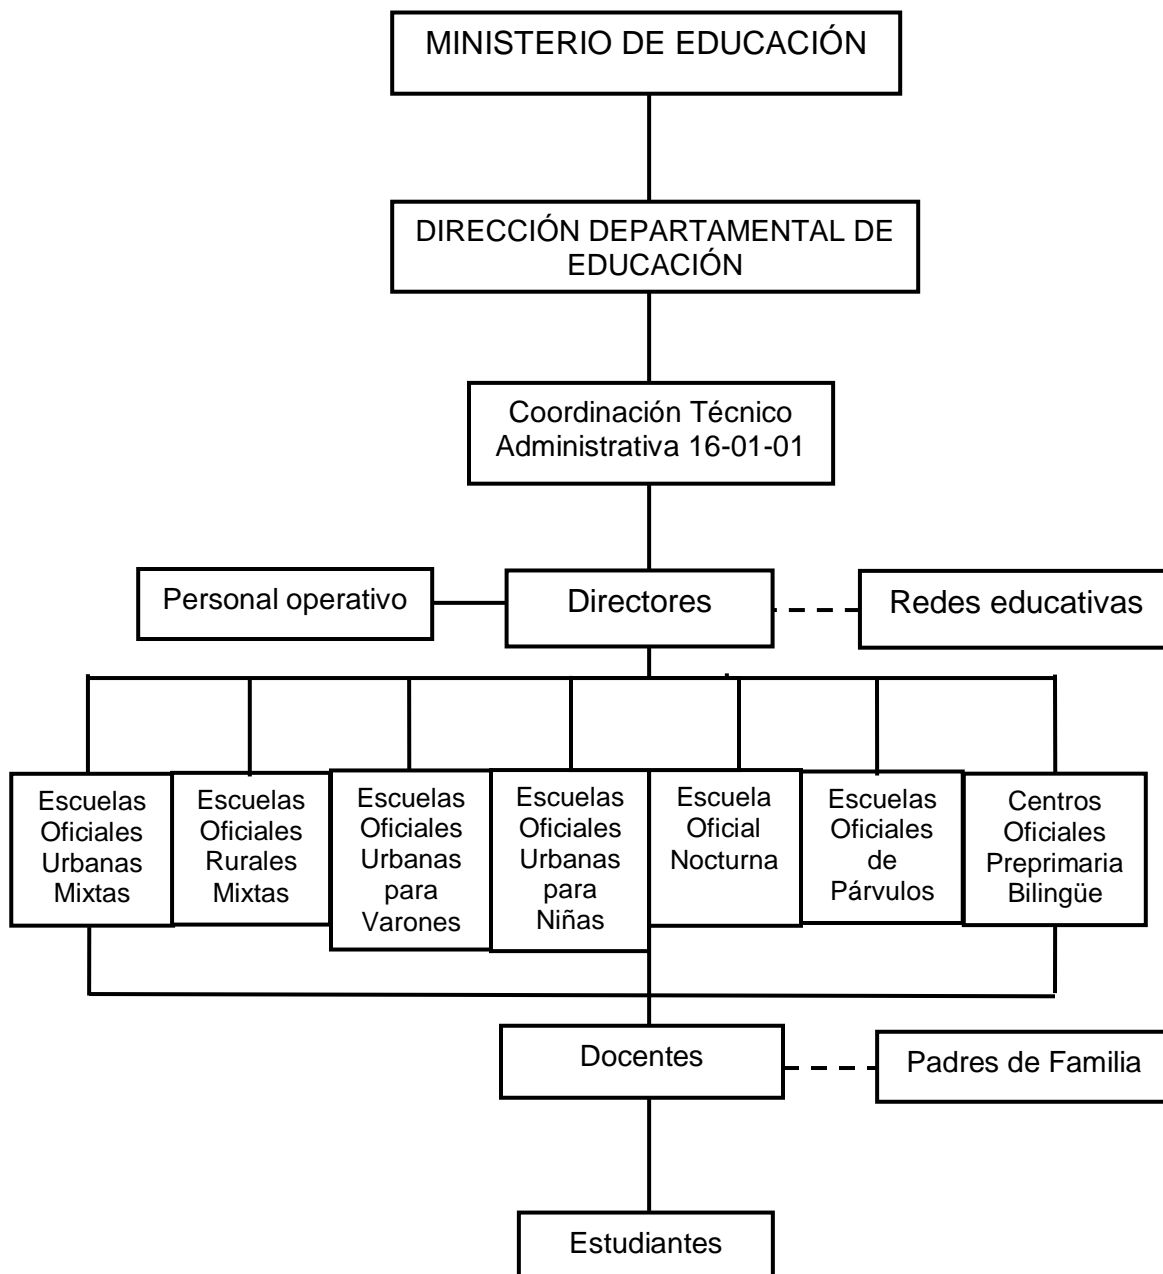 MINISTERIO DE EDUCACIÓN
DIRECCIÓN DEPARTAMENTAL DE
EDUCACIÓN
Coordinación Técnico
Administrativa 16-01-01
Personal operativo
Directores
Redes educativas
Escuelas
Oficiales
Urbanas
Mixtas
Escuelas
Oficiales
Rurales
Mixtas
Escuelas
Oficiales
Urbanas
para
Varones
Escuelas
Oficiales
Urbanas
para
Niñas
Escuela
Oficial
Nocturna
Escuelas
Oficiales
de
Párvulos
Centros
Oficiales
Preprimaria
Bilingüe
Docentes
Padres de Familia
Estudiantes